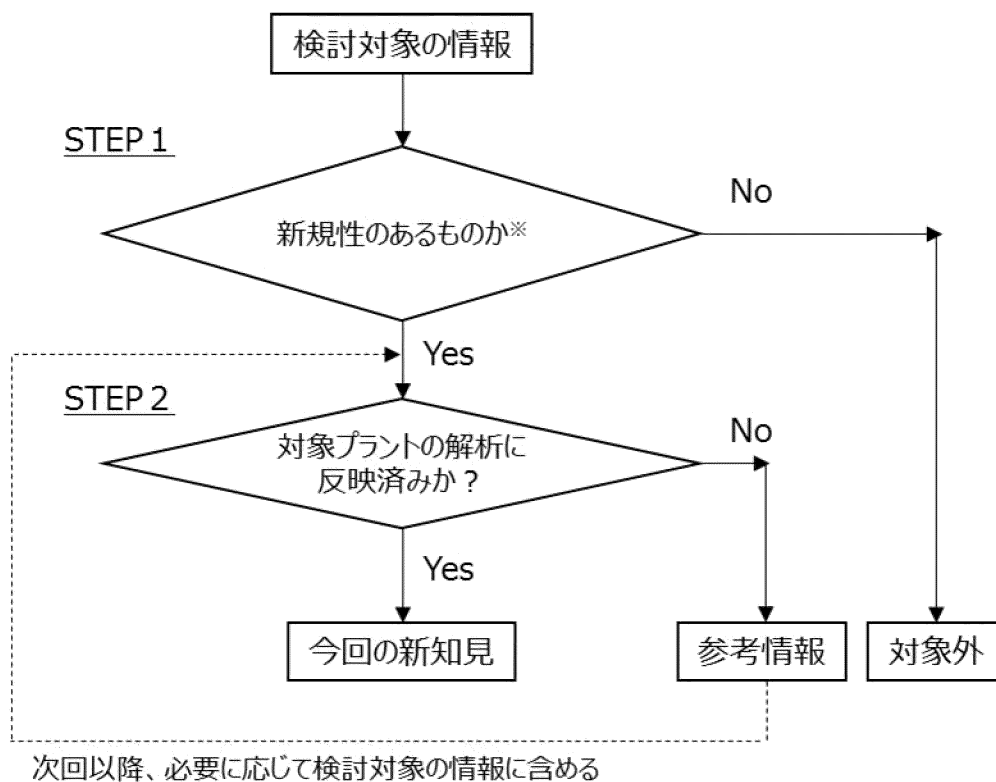 検討対象の情報
STEP 1
No
新規性のあるものか※
Yes
STEP 2
No
対象プラントの解析に
反映済みか？
Yes
今回の新知見
参考情報
対象外
次回以降、必要に応じて検討対象の情報に含める